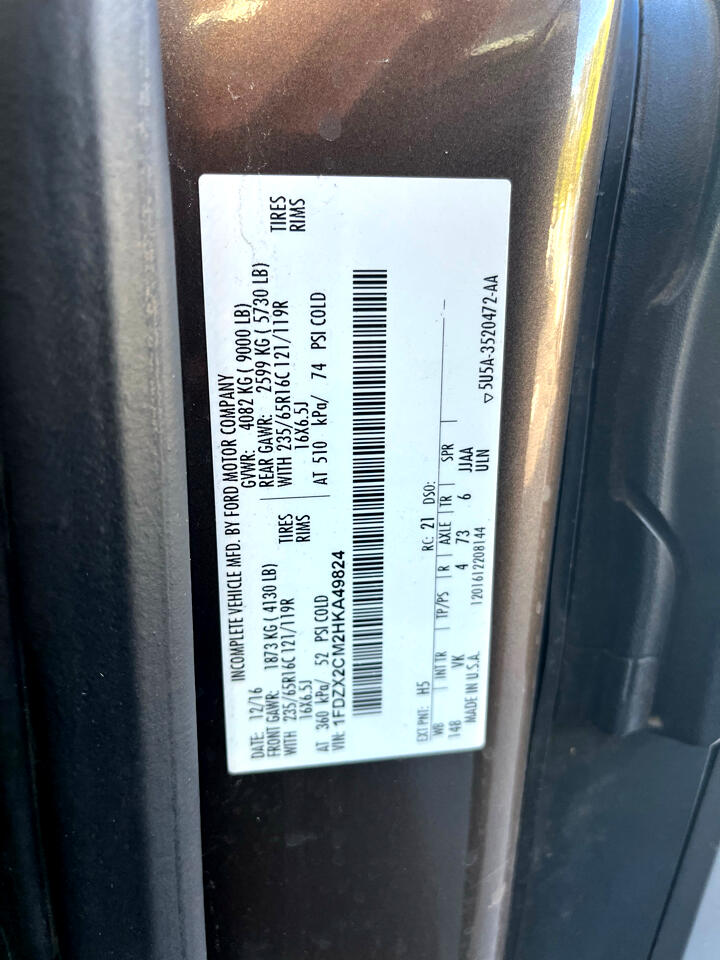 INCOMPLETE VEHICLE MFD. BY FORD MOTOR COMPANY
DATE: 12/16 GVWR: 4082 KG ( 9000 LB)
FRONT GAWR: 1873 KG ( 4130 LB) REAR GAWR: 2599 KG ( 5730 LB)
WITH 235/65R16C 121/119R TIRES WITH 235/65R16C 121/119R TIRES
16X6.5J RIMS 16X6.5J RIMS
AT 360 kPa/ 52 PSI COLD AT 510 kPa/ 74 PSI COLD
VIN: 1FDZX2CM2HKA49824
EXT PNT: H5 RC: 21 DSO:
WB | INT TR | TP/PS | R | AXLE | TR | SPR |
148 VK 4 73 6 JJAA
MADE IN U.S.A. 1201612208144 ULN
▽ 5U5A-3520472-AA